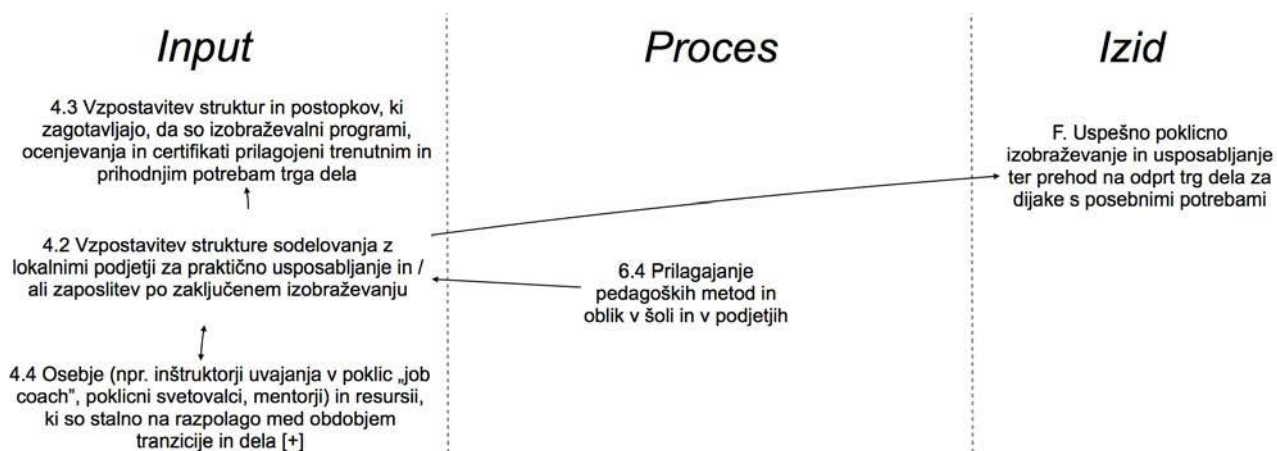 Input
Proces
Izid
4.3 Vzpostavitev struktur in postopkov, ki
zagotavljajo, da so izobraževalni programi,
ocenjevanja in certifikati prilagojeni trenutnim in
prihodnjim potrebam trga dela
4.2 Vzpostavitev strukture sodelovanja z
lokalnimi podjetji za praktično usposabljanje in /
ali zaposlitev po zaključenem izobraževanju
4.4 Osebje (npr. inštruktorji uvajanja v poklic „job
coach”, poklicni svetovalci, mentorji) in resursii,
ki so stalno na razpolago med obdobjem
tranzicije in dela [+]
6.4 Prilagajanje
pedagoških metod in
oblik v šoli in v podjetjih
F. Uspešno poklicno
izobraževanje in usposabljanje
ter prehod na odprt trg dela za
dijake s posebnimi potrebami